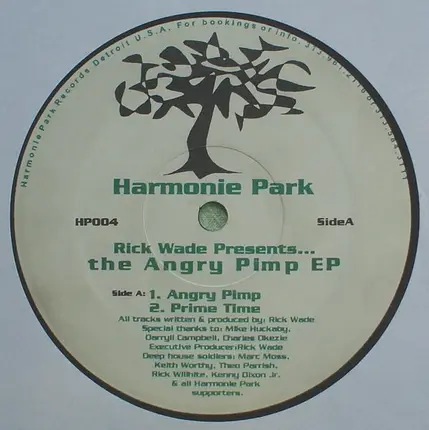 Harmonie Park Records Detroit U.S.A. For bookings or info.
Harmonie Park
HP004
SideA
Rick Wade Presents...
the Angry Pimp EP
Side A: 1. Angry Pimp
2. Prime Time
All tracks written & produced by: Rick Wade
Special thanks to: Mike Huckaby,
Darryll Campbell, Charles Okezie
Executive Producer:Rick Wade
Deep house soldiers: Marc Moss,
Keith Worthy, Theo Parrish,
Rick Wilhite, Kenny Dixon Jr.
& all Harmonie Park
supporters.